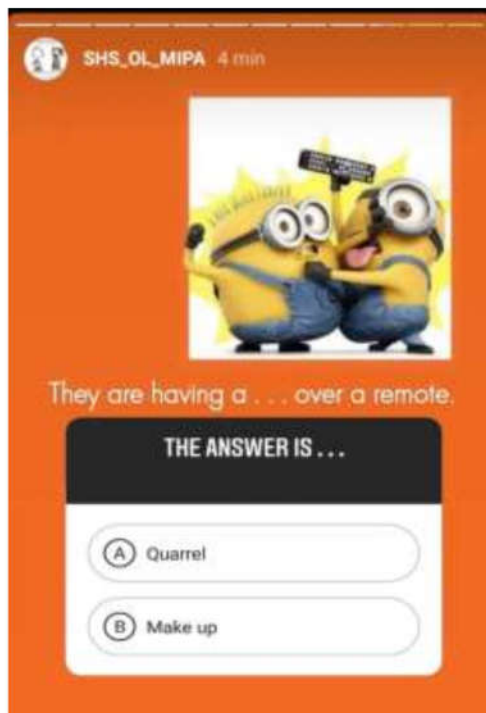 SHS_OL_MIPA 4 min
They are having a . . . over a remote.
THE ANSWER IS . . .
A Quarrel
B Make up